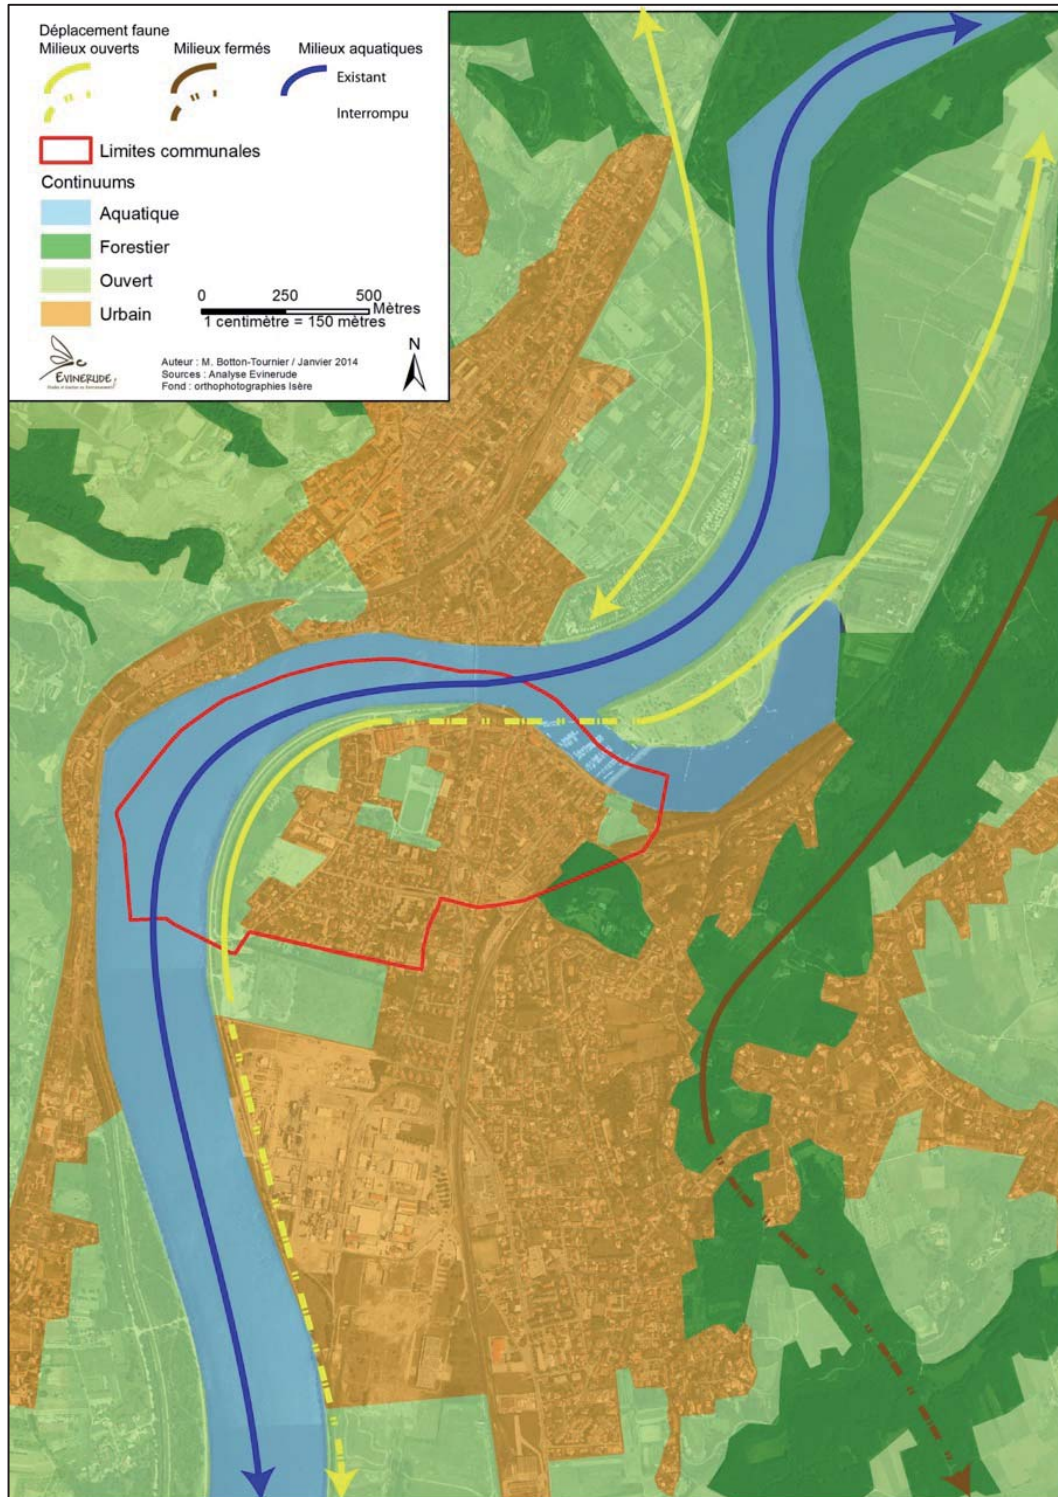 Déplacement faune
Milieux ouverts Milieux fermés Milieux aquatiques
Existant
Interrompu
Limites communales
Continuums
Aquatique
Forestier
Ouvert
Urbain
0 250 500
Mètres
1 centimètre = 150 mètres
N
EVINERUDE
Auteur : M. Botton-Tournier / Janvier 2014
Sources : Analyse Evinerude
Fond : orthophotographies Isère